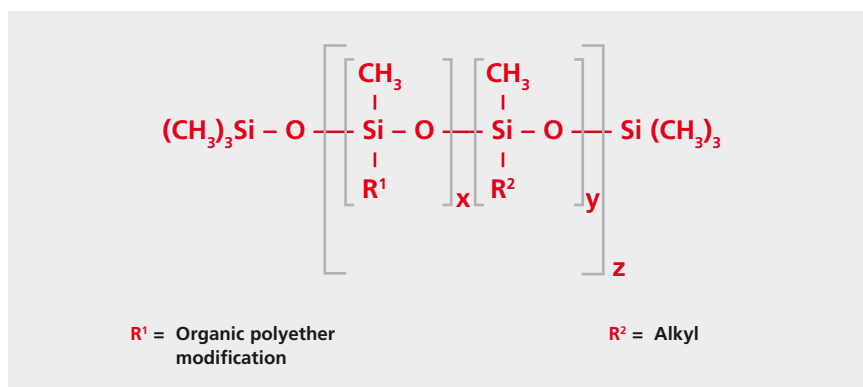 CH₃ CH₃
(CH₃)₃Si – O – Si – O – Si – O – Si (CH₃)₃
R¹ x R² y
z
R¹ = Organic polyether R² = Alkyl
modification